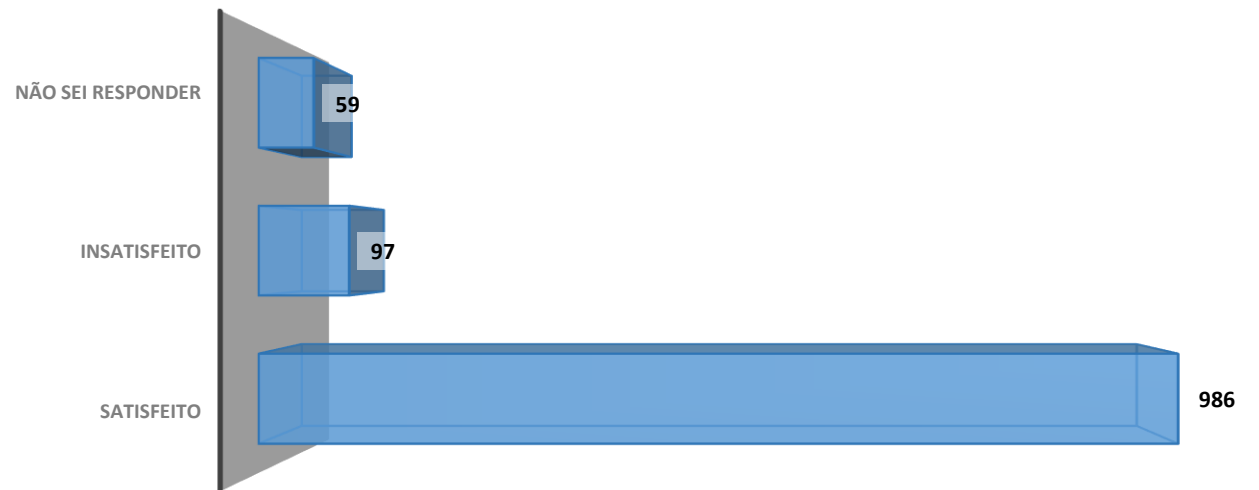 NÃO SEI RESPONDER
59
INSATISFEITO
97
SATISFEITO
986